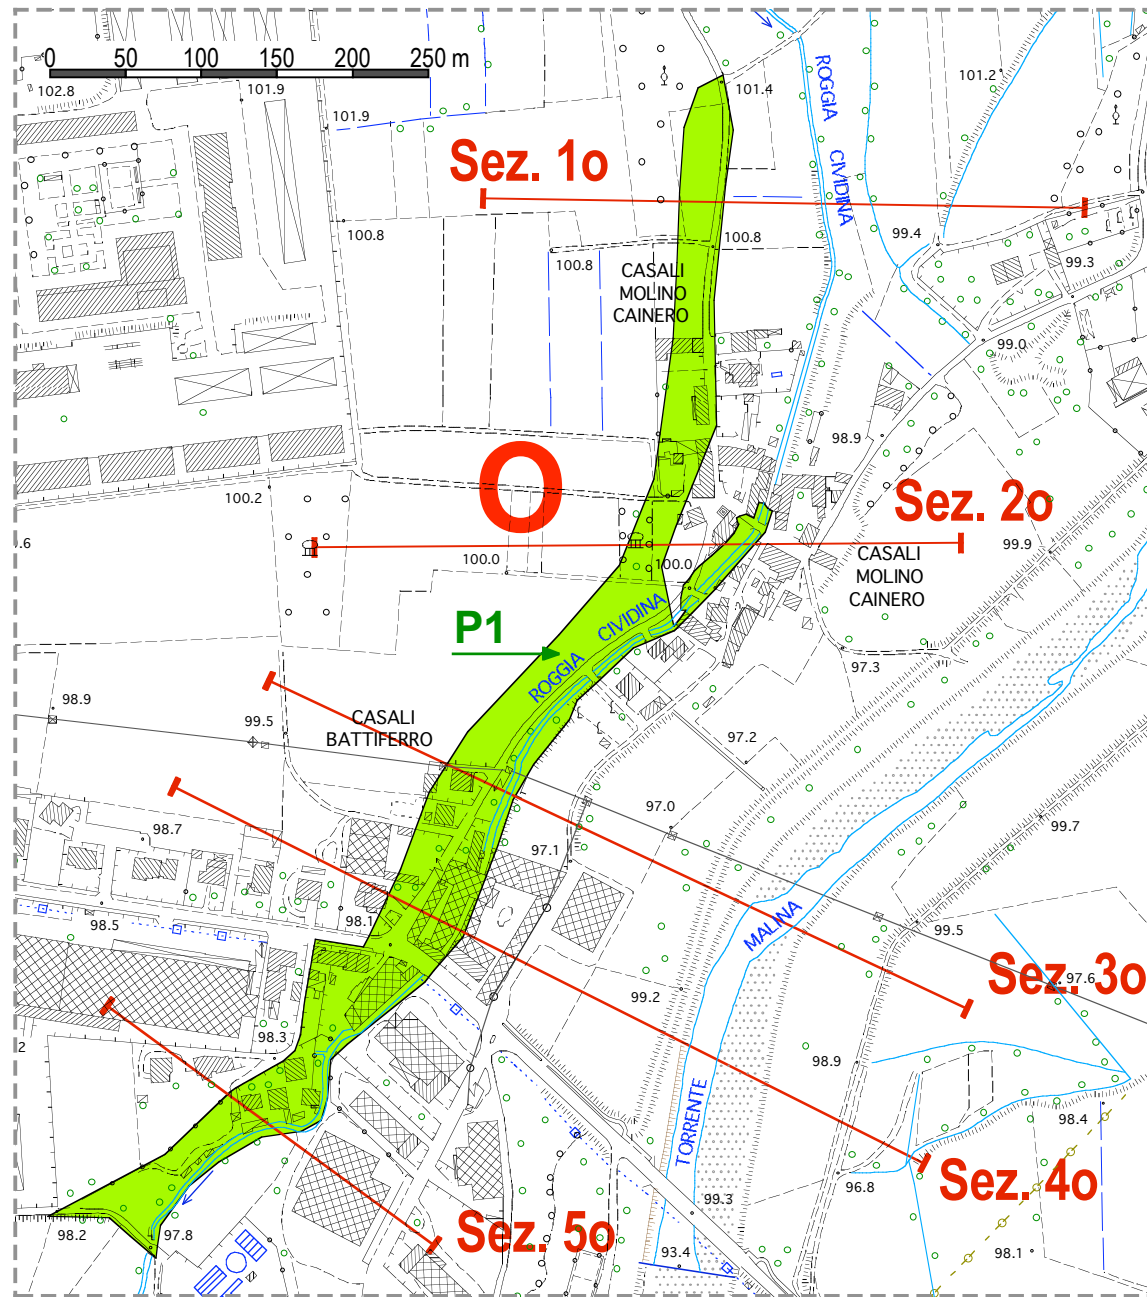 0 50 100 150 200 250 m
102.8
101.9
101.9
101.4
101.2
ROGGIA CIVIDINA
Sez. 1o
100.8
100.8
100.8
99.4
99.3
CASALI
MOLINO
CAINERO
99.0
98.9
O
100.2
Sez. 2o
.6
100.0
100.0
99.9
CASALI
MOLINO
CAINERO
P1
ROGGIA CIVIDINA
97.3
98.9
99.5
CASALI
BATTIFERRO
97.2
97.0
99.7
98.7
97.1
98.1
98.5
MALINA
99.5
Sez. 3o
97.6
99.2
98.3
2
98.9
TORRENTE
98.4
96.8
Sez. 4o
99.3
98.2
97.8
Sez. 5o
93.4
98.1